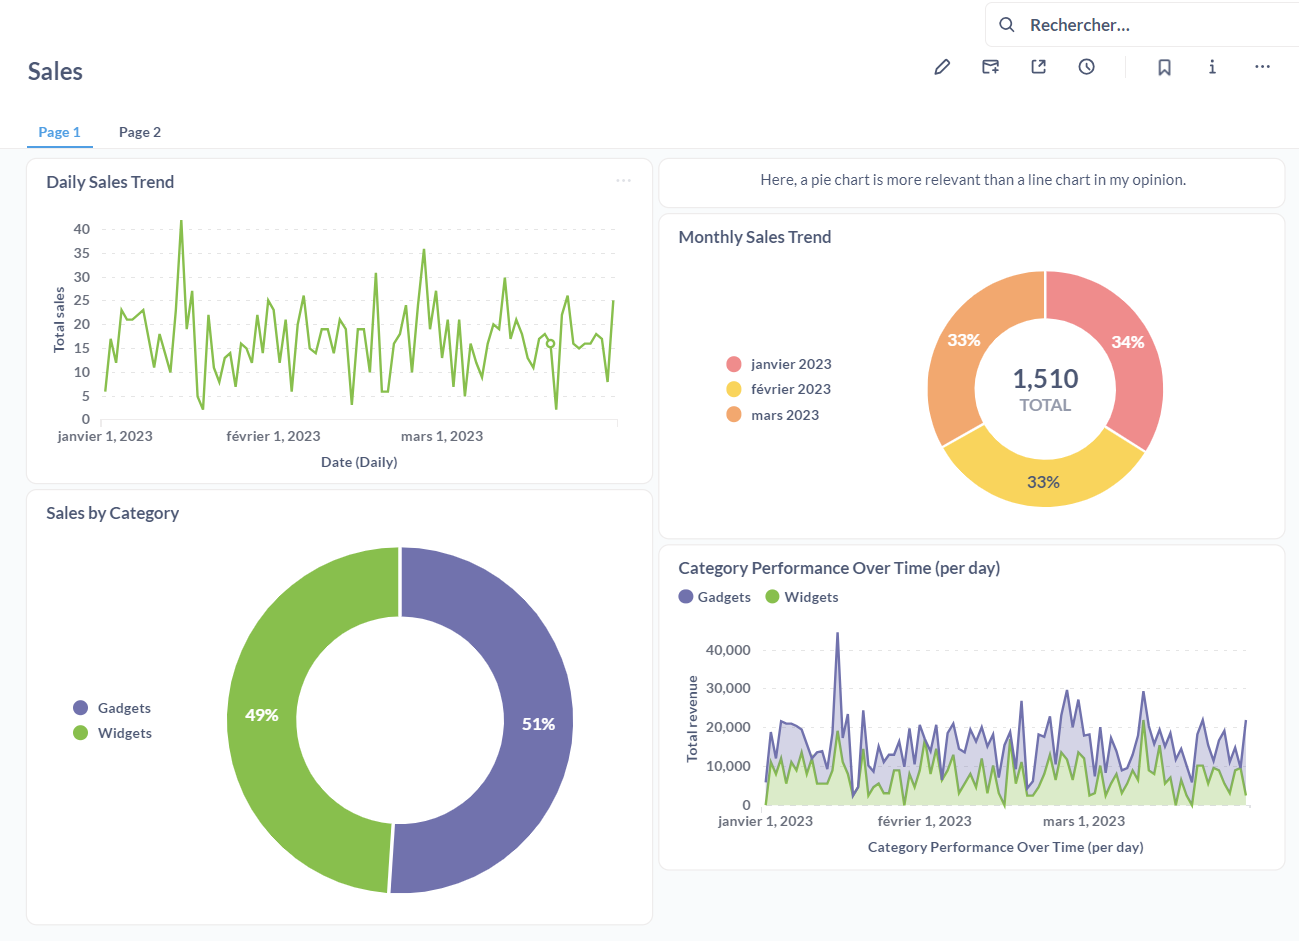 Rechercher...
Sales
Page 1
Page 2
Daily Sales Trend
Total sales
40
35
30
25
20
15
10
5
0
janvier 1, 2023
février 1, 2023
mars 1, 2023
Date (Daily)
Here, a pie chart is more relevant than a line chart in my opinion.
Monthly Sales Trend
janvier 2023
février 2023
mars 2023
33%
34%
33%
1,510
TOTAL
Sales by Category
Gadgets
Widgets
49%
51%
Category Performance Over Time (per day)
Gadgets
Widgets
Total revenue
40,000
30,000
20,000
10,000
0
janvier 1, 2023
février 1, 2023
mars 1, 2023
Category Performance Over Time (per day)